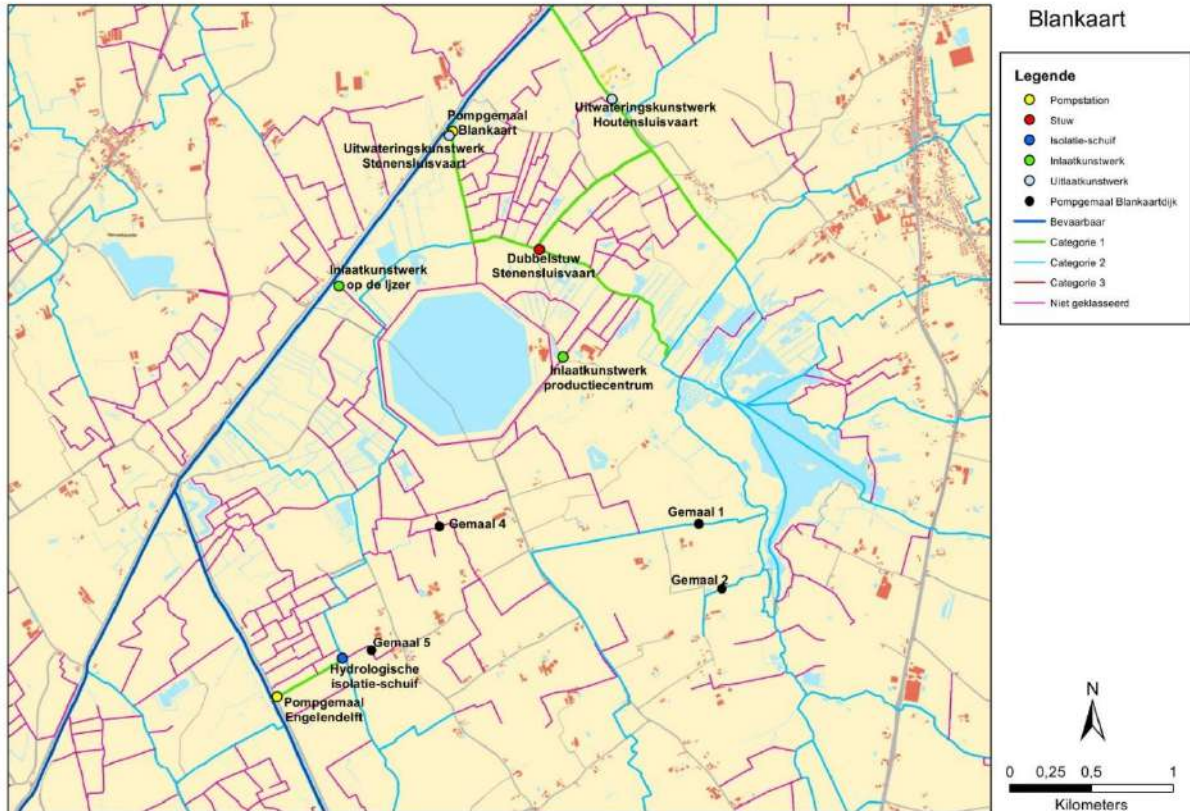 Blankaart
Legende
Pompstation
Stuw
Isolatie-schuif
Inlaatkunstwerk
Uitlaatkunstwerk
Pompgemaal Blankaartdijk
Bevaarbaar
Categorie 1
Categorie 2
Categorie 3
Niet geklasseerd
Uitwateringskunstwerk
Houtensluisvaart
Pompgemaal
Blankaart
Uitwateringskunstwerk
Stenensluisvaart
Dubbelstuw
Stenensluisvaart
Inlaatkunstwerk
op de Ijzer
Inlaatkunstwerk
productiecentrum
Gemaal 4
Gemaal 1
Gemaal 2
Gemaal 5
Hydrologische
isolatie-schuif
Pompgemaal
Engelendelft
N
0 0,25 0,5 1
Kilometers